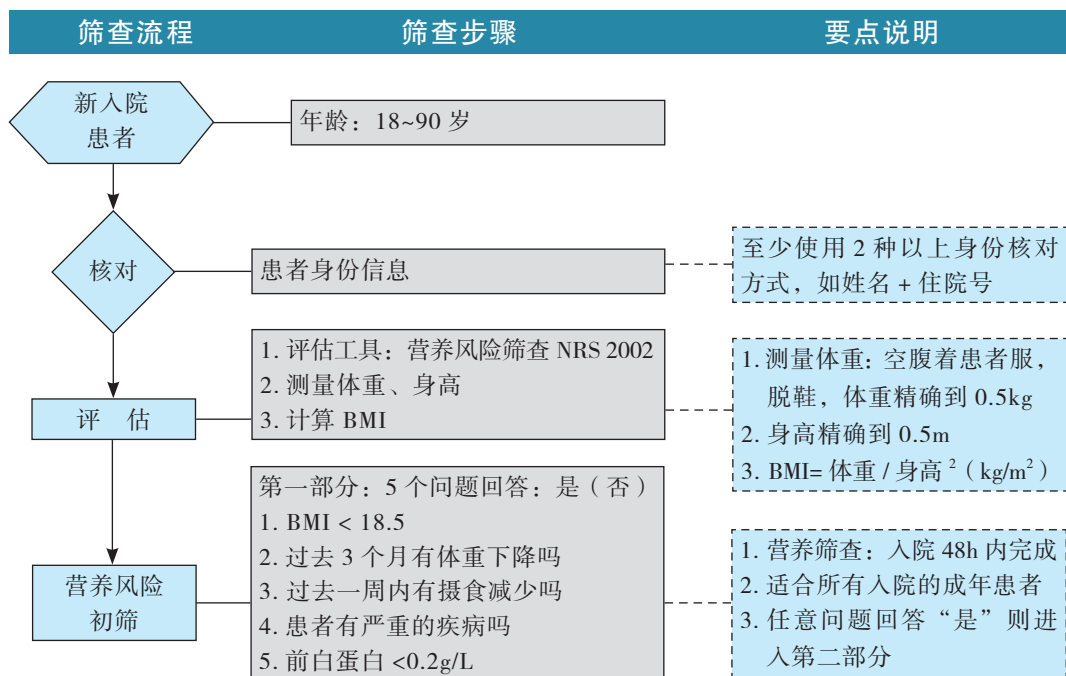 筛查流程 筛查步骤 要点说明
新入院
患者
年龄：18~90 岁
核对
患者身份信息
至少使用 2 种以上身份核对
方式，如姓名 + 住院号
评 估
1. 评估工具：营养风险筛查 NRS 2002
2. 测量体重、身高
3. 计算 BMI
1. 测量体重：空腹着患者服，
脱鞋，体重精确到 0.5kg
2. 身高精确到 0.5m
3. BMI= 体重 / 身高²（kg/m²）
营养风险
初筛
第一部分：5 个问题回答：是（否）
1. BMI < 18.5
2. 过去 3 个月有体重下降吗
3. 过去一周内有摄食减少吗
4. 患者有严重的疾病吗
5. 前白蛋白 <0.2g/L
1. 营养筛查：入院 48h 内完成
2. 适合所有入院的成年患者
3. 任意问题回答“是”则进
入第二部分